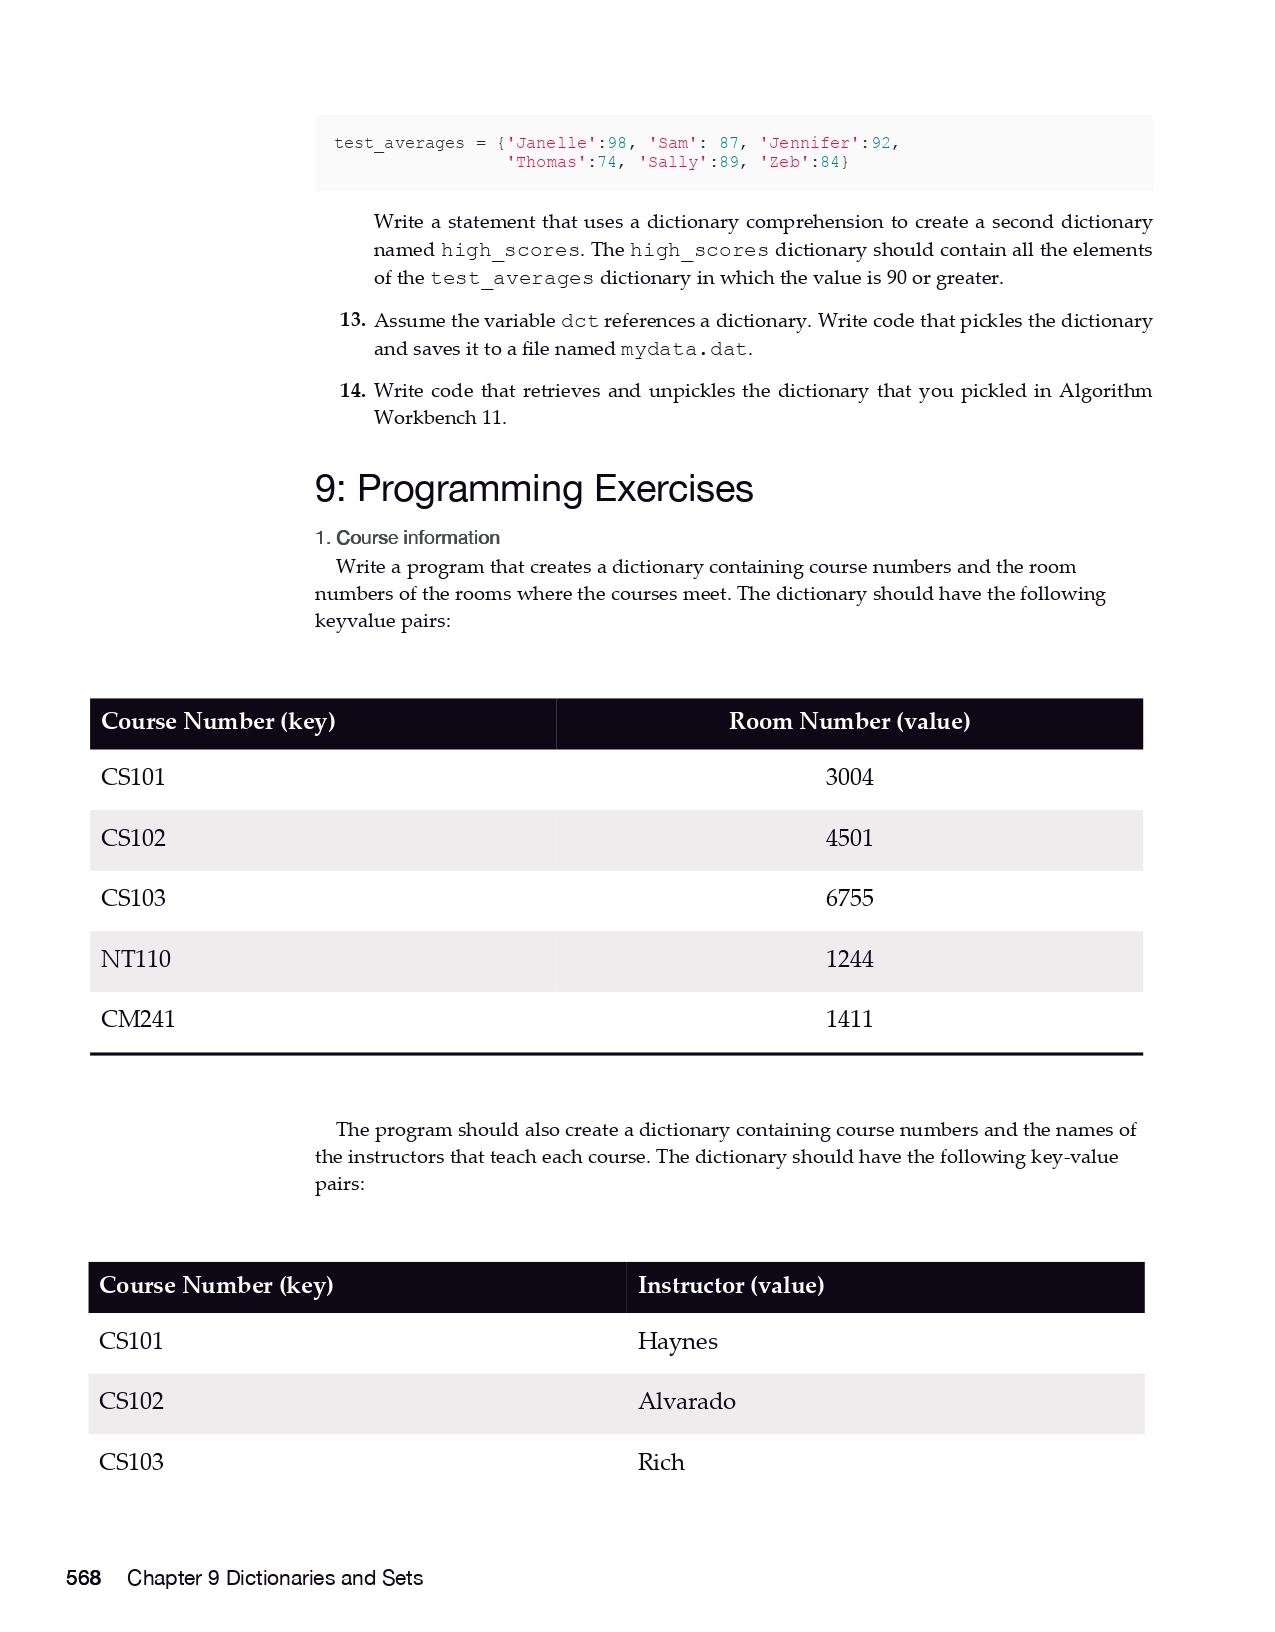 test_averages = {'Janelle':98, 'Sam': 87, 'Jennifer':92,
'Thomas':74, 'Sally':89, 'Zeb':84}
Write a statement that uses a dictionary comprehension to create a second dictionary
named high_scores. The high_scores dictionary should contain all the elements
of the test_averages dictionary in which the value is 90 or greater.
13. Assume the variable dct references a dictionary. Write code that pickles the dictionary
and saves it to a file named mydata.dat.
14. Write code that retrieves and unpickles the dictionary that you pickled in Algorithm
Workbench 11.
9: Programming Exercises
1. Course information
Write a program that creates a dictionary containing course numbers and the room
numbers of the rooms where the courses meet. The dictionary should have the following
keyvalue pairs:
Course Number (key) Room Number (value)
CS101 3004
CS102 4501
CS103 6755
NT110 1244
CM241 1411
The program should also create a dictionary containing course numbers and the names of
the instructors that teach each course. The dictionary should have the following key-value
pairs:
Course Number (key) Instructor (value)
CS101 Haynes
CS102 Alvarado
CS103 Rich
568 Chapter 9 Dictionaries and Sets